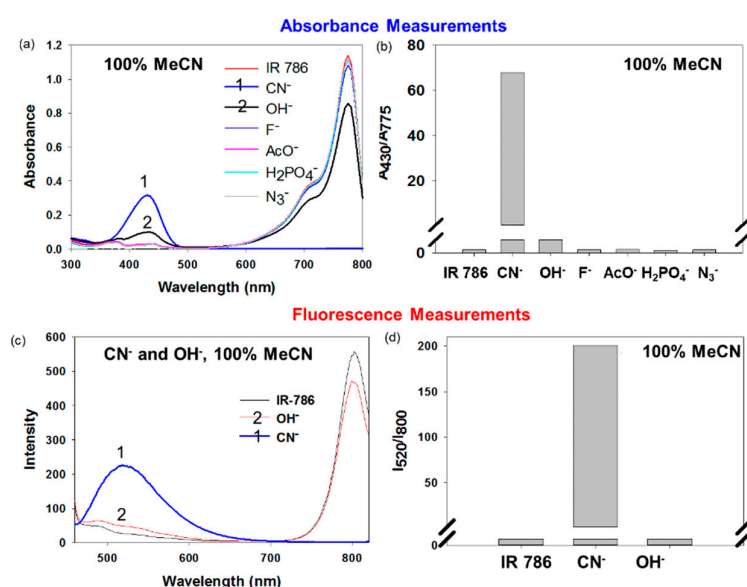 Absorbance Measurements
(a)
100% MeCN
IR 786
1 CN-
2 OH-
F-
AcO-
H2PO4-
N3-
1
2
Absorbance
1.2
1.0
0.8
0.6
0.4
0.2
0.0
300 400 500 600 700 800
Wavelength (nm)
(b)
100% MeCN
A430/A775
80
60
40
20
0
IR 786 CN- OH- F- AcO- H2PO4- N3-
Fluorescence Measurements
(c)
CN- and OH-, 100% MeCN
IR-786
2 OH-
1 CN-
1
2
Intensity
600
500
400
300
200
100
0
500 600 700 800
Wavelength (nm)
(d)
100% MeCN
I520/I800
200
150
100
50
0
IR 786 CN- OH-